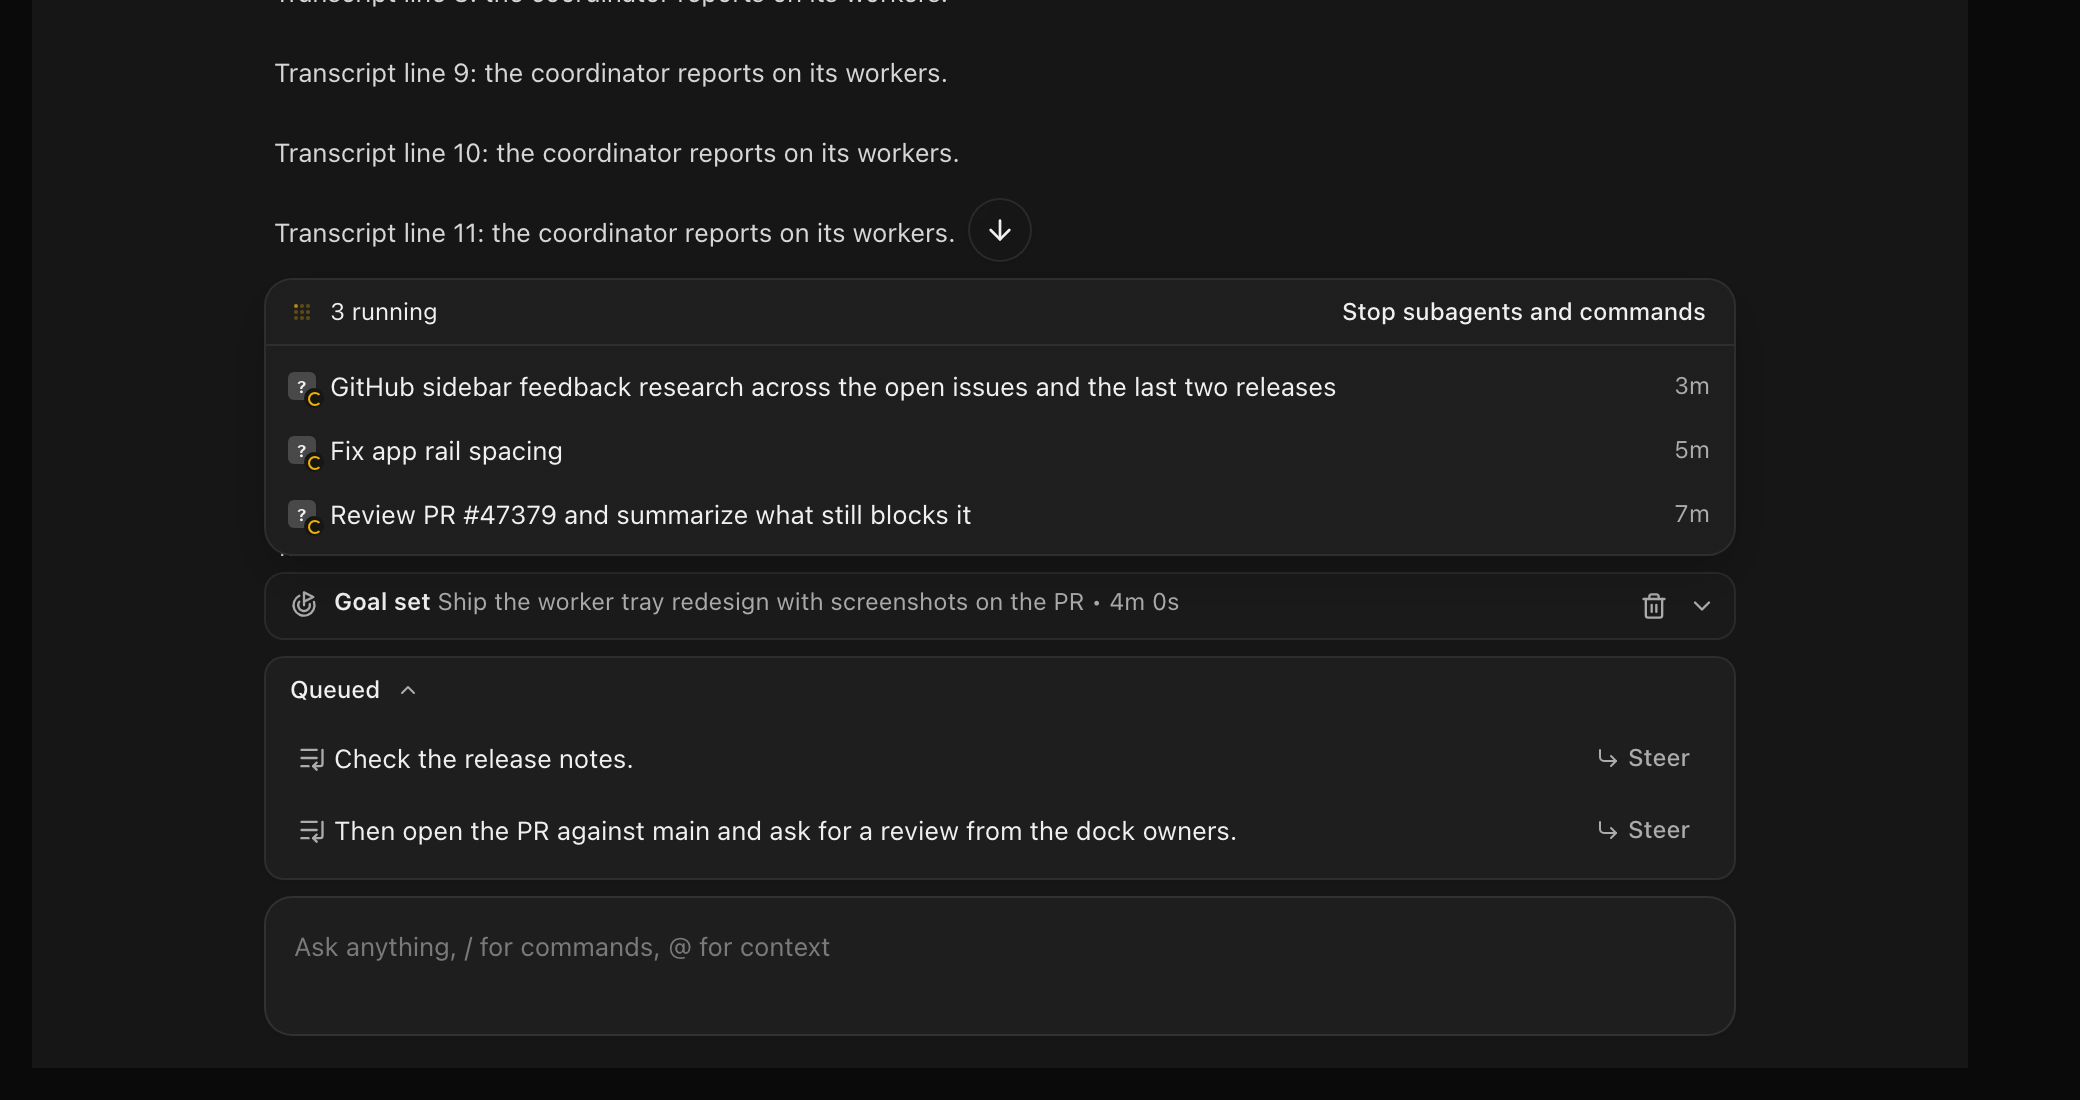 Transcript line 9: the coordinator reports on its workers.
Transcript line 10: the coordinator reports on its workers.
Transcript line 11: the coordinator reports on its workers.
3 running
Stop subagents and commands
? GitHub sidebar feedback research across the open issues and the last two releases 3m
? Fix app rail spacing 5m
? Review PR #47379 and summarize what still blocks it 7m
Goal set Ship the worker tray redesign with screenshots on the PR • 4m 0s
Queued
Check the release notes. Steer
Then open the PR against main and ask for a review from the dock owners. Steer
Ask anything, / for commands, @ for context